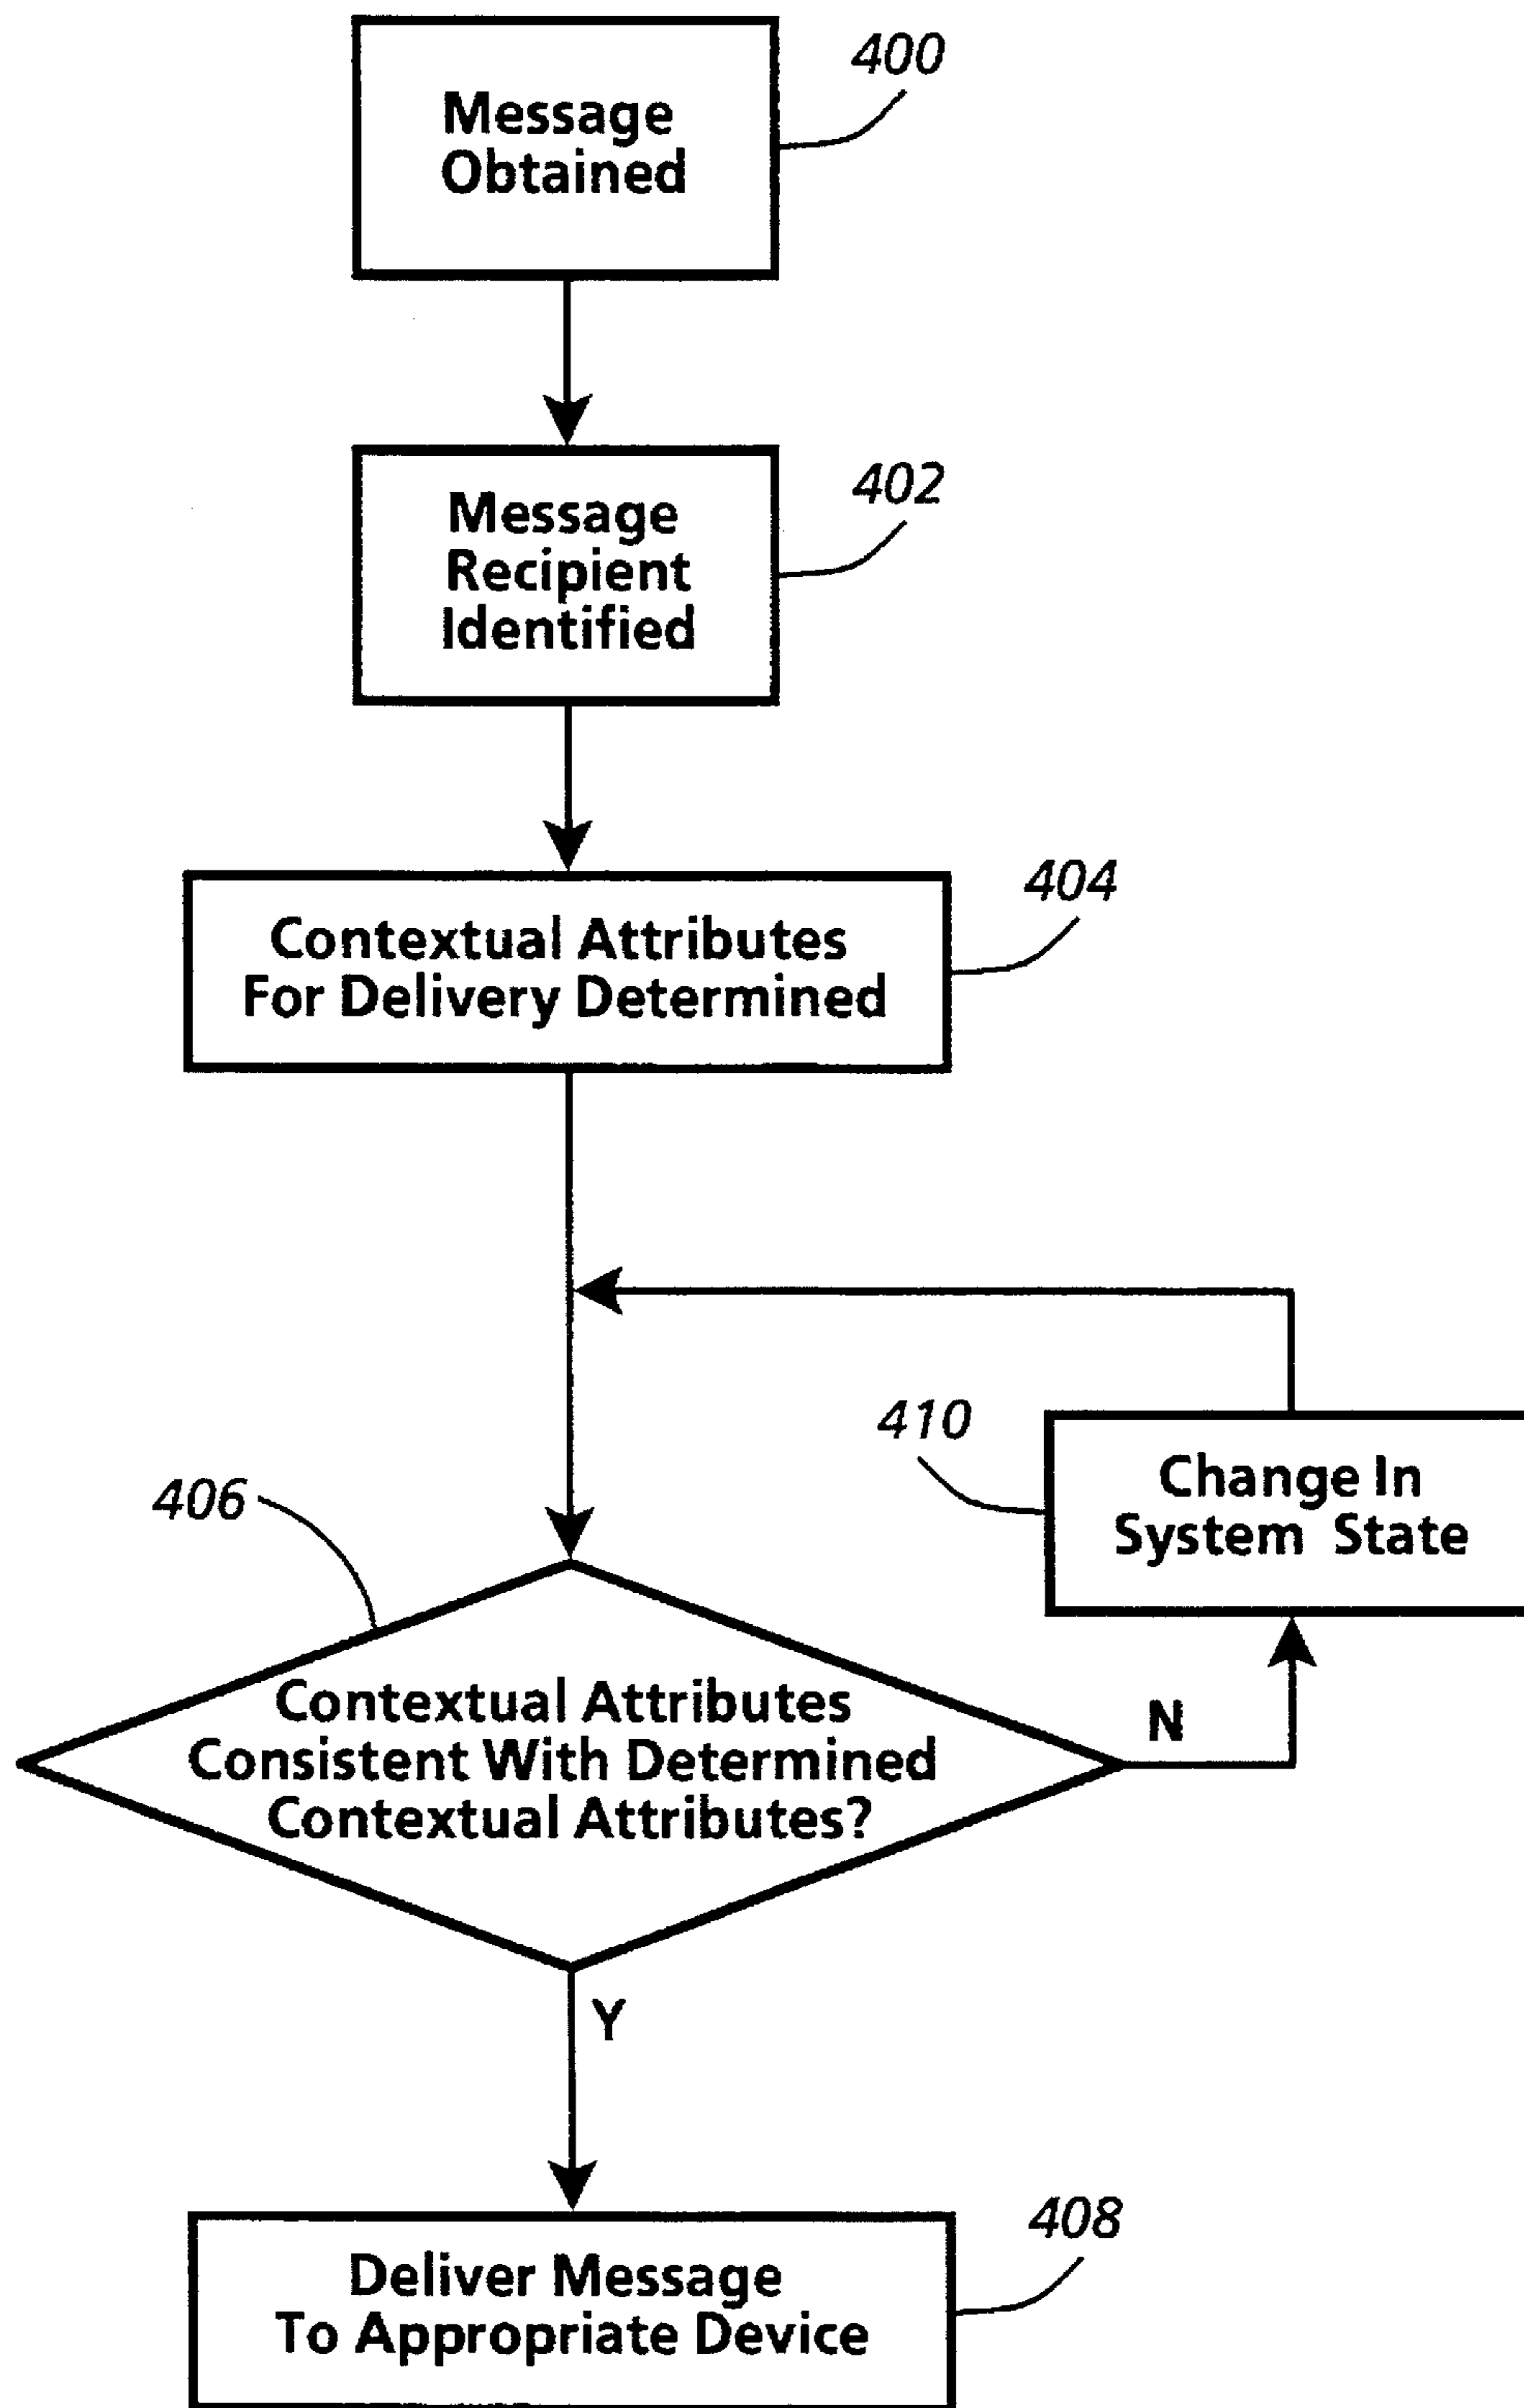 Message
Obtained
400
Message
Recipient
Identified
402
Contextual Attributes
For Delivery Determined
404
410
Change In
System State
406
Contextual Attributes
Consistent With Determined
Contextual Attributes?
N
Y
Deliver Message
To Appropriate Device
408